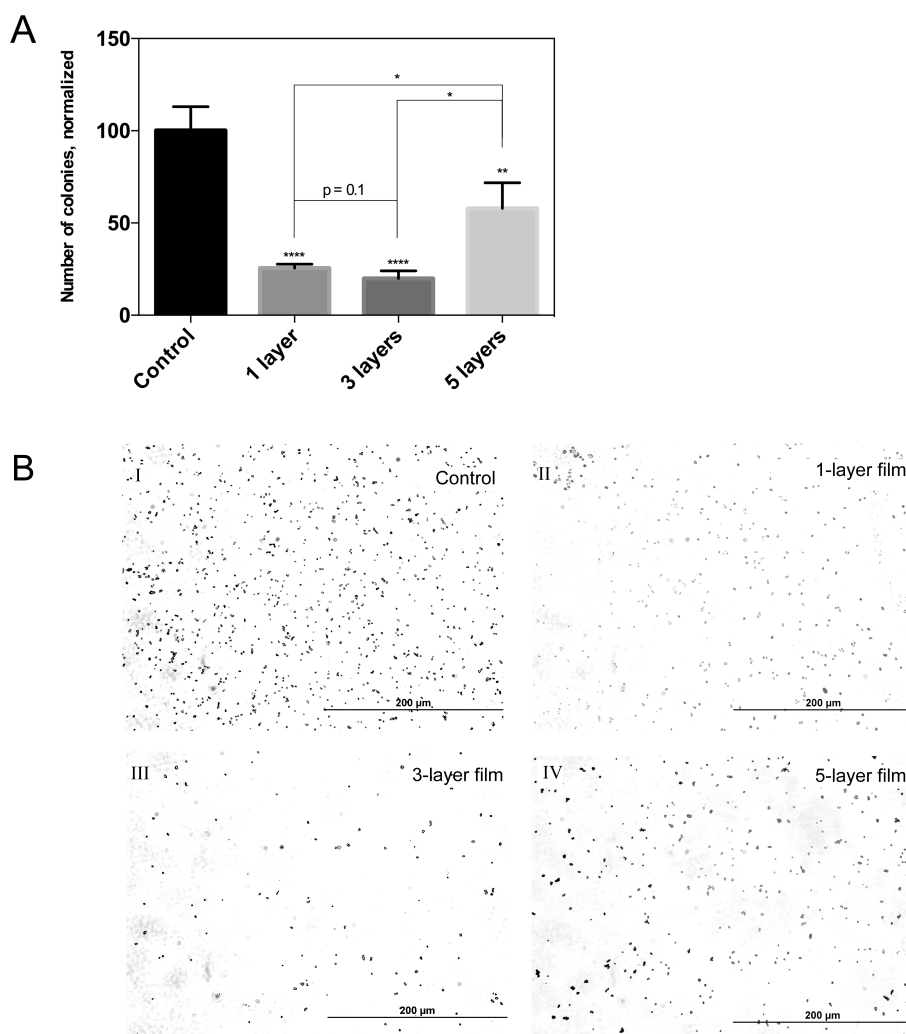 A
150
100
50
0
Number of colonies, normalized
*
*
**
p = 0.1
****
****
Control
1 layer
3 layers
5 layers
B
I
Control
200 µm
II
1-layer film
200 µm
III
3-layer film
200 µm
IV
5-layer film
200 µm